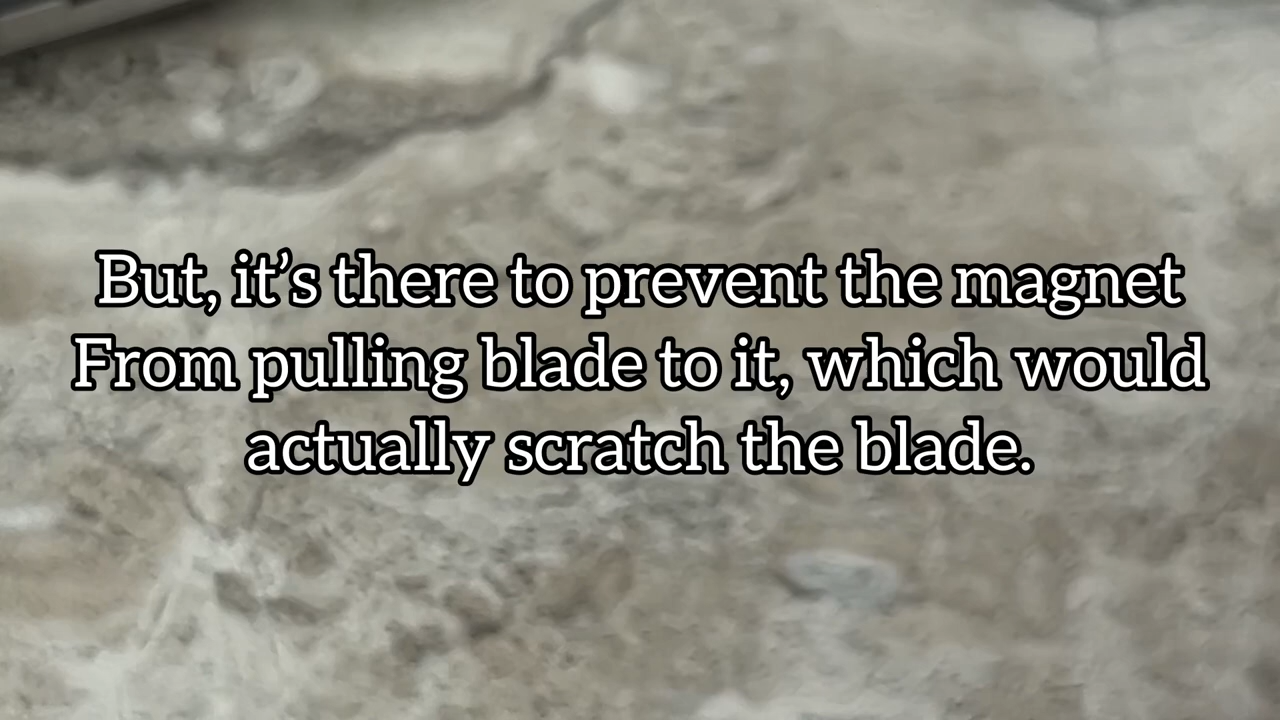 But, it’s there to prevent the magnet
From pulling blade to it, which would
actually scratch the blade.